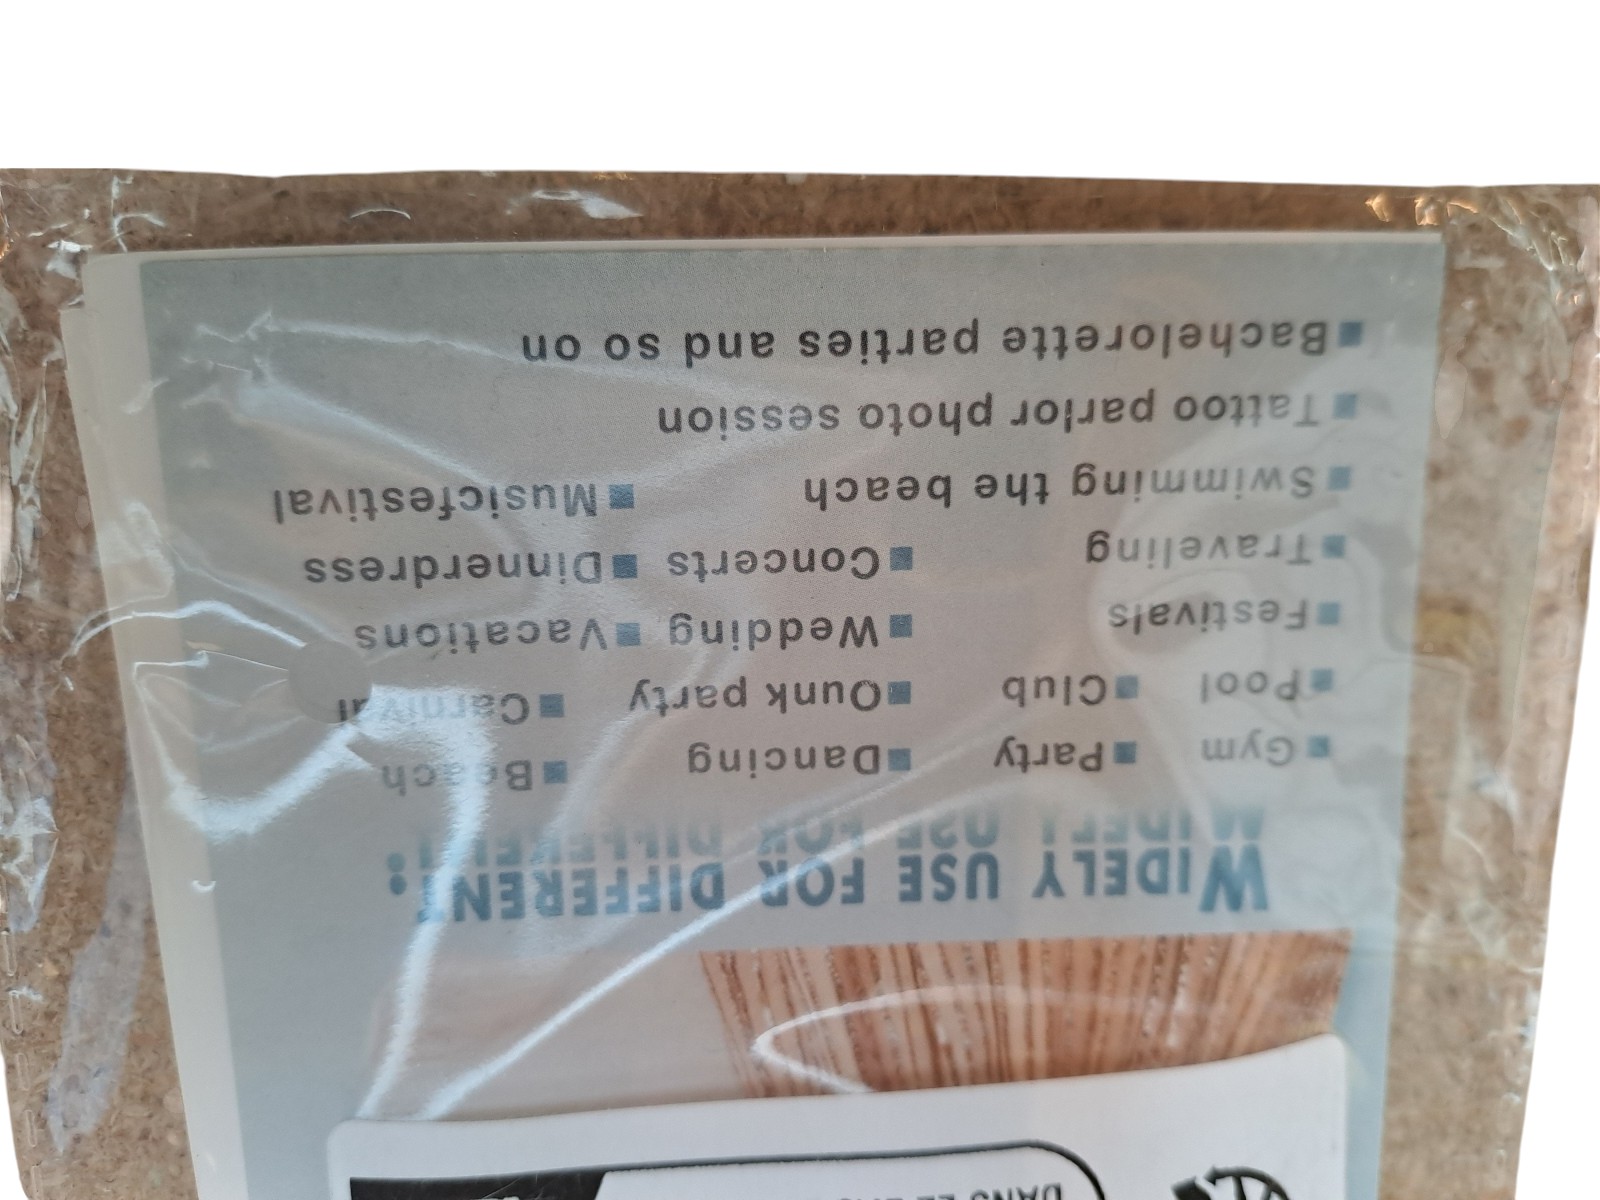 WIDELY USE FOR DIFFERENT:
Gym Party Dancing Beach
Pool Club Ounk party Carnival
Festivals Wedding Vacations
Traveling Concerts Dinnerdress
Swimming the beach Musicfestival
Tattoo parlor photo session
Bachelorette parties and so on